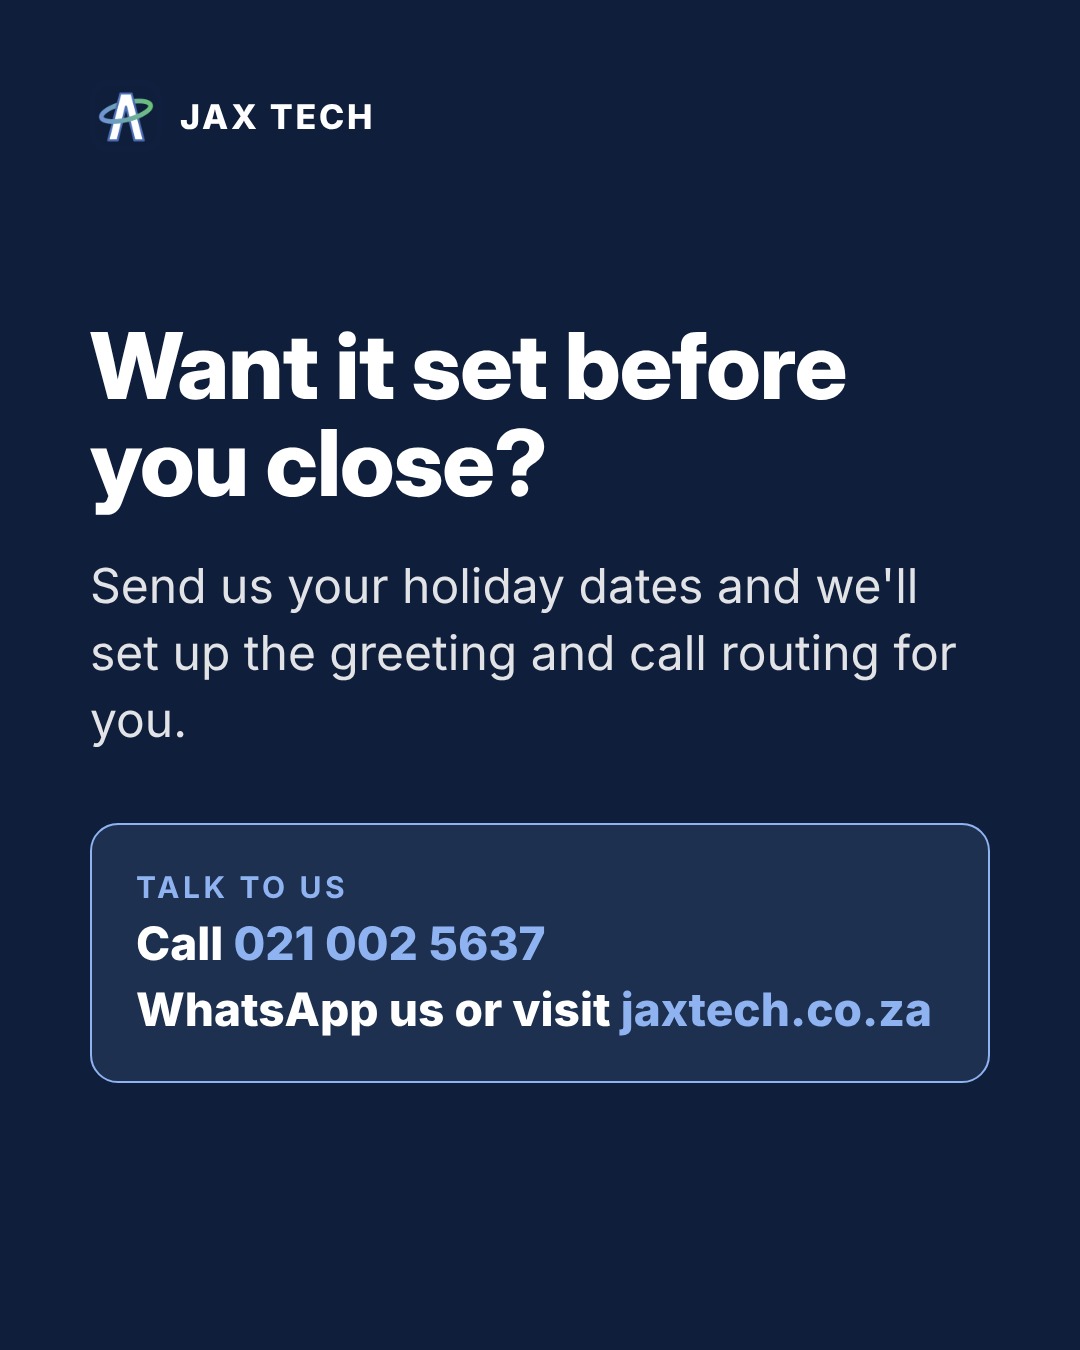 JAX TECH
Want it set before
you close?
Send us your holiday dates and we'll
set up the greeting and call routing for
you.
TALK TO US
Call 021 002 5637
WhatsApp us or visit jaxtech.co.za